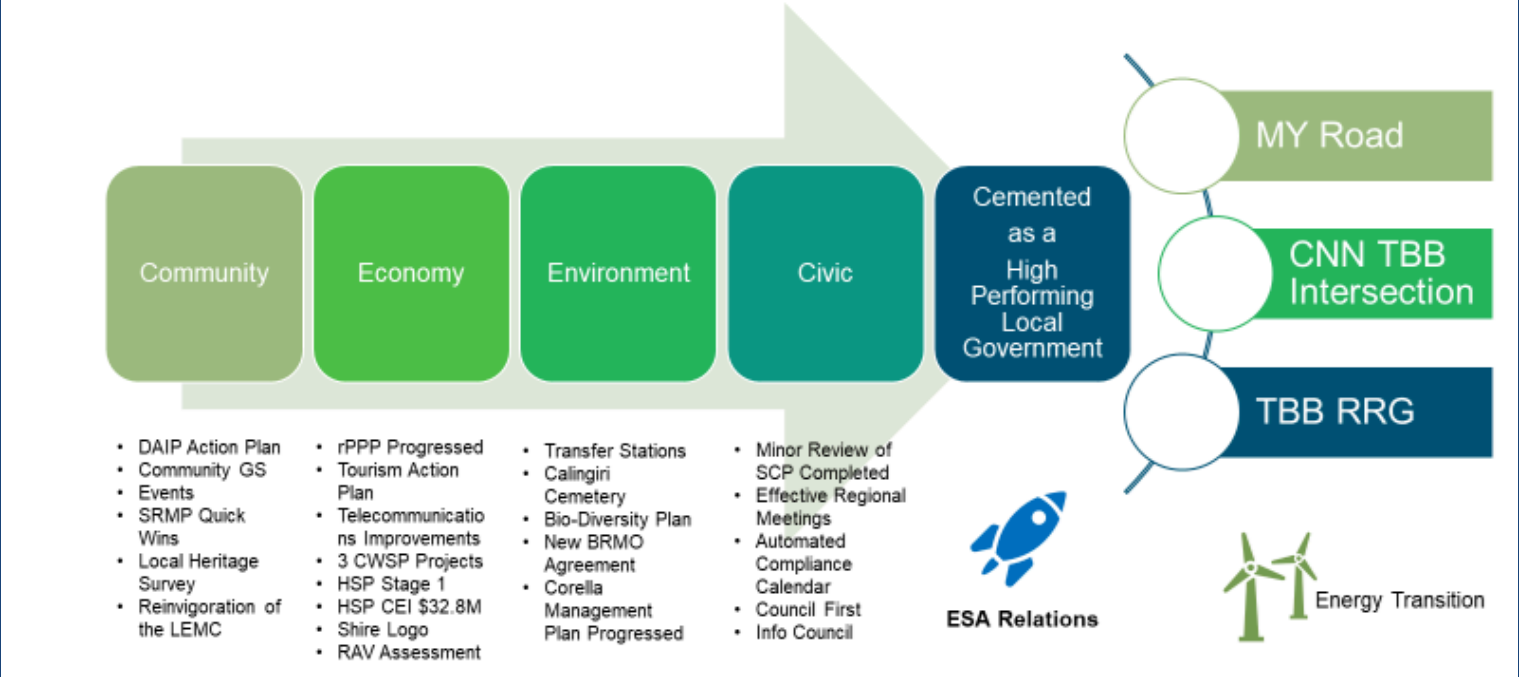 Community
Economy
Environment
Civic
Cemented
as a
High
Performing
Local
Government
MY Road
CNN TBB
Intersection
TBB RRG
• DAIP Action Plan
• Community GS
• Events
• SRMP Quick
Wins
• Local Heritage
Survey
• Reinvigoration of
the LEMC
• rPPP Progressed
• Tourism Action
Plan
• Telecommunicatio
ns Improvements
• 3 CWSP Projects
• HSP Stage 1
• HSP CEI $32.8M
• Shire Logo
• RAV Assessment
• Transfer Stations
• Calingiri
Cemetery
• Bio-Diversity Plan
• New BRMO
Agreement
• Corella
Management
Plan Progressed
• Minor Review of
SCP Completed
• Effective Regional
Meetings
• Automated
Compliance
Calendar
• Council First
• Info Council
ESA Relations
Energy Transition